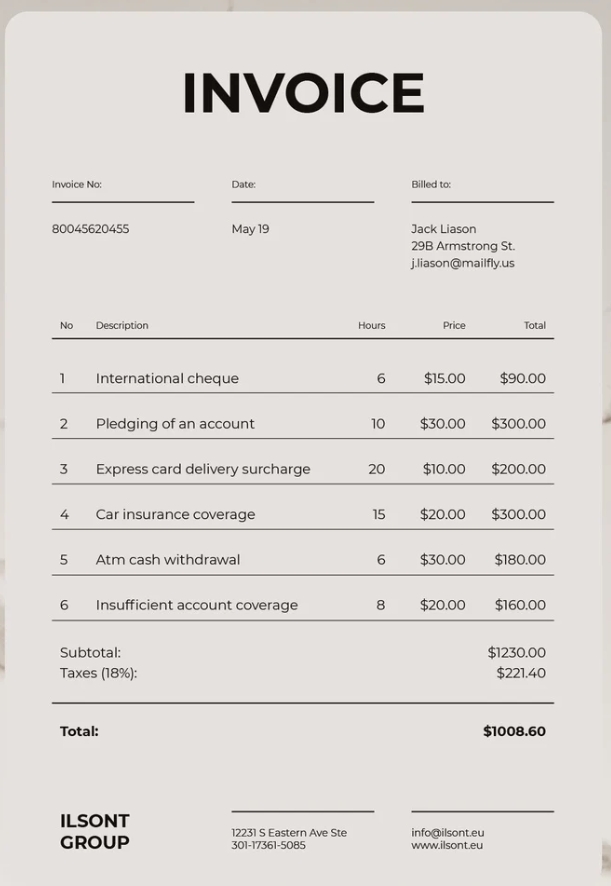 INVOICE
Invoice No: Date: Billed to:
80045620455 May 19 Jack Liason
29B Armstrong St.
j.liason@mailfly.us
No Description Hours Price Total
1 International cheque 6 $15.00 $90.00
2 Pledging of an account 10 $30.00 $300.00
3 Express card delivery surcharge 20 $10.00 $200.00
4 Car insurance coverage 15 $20.00 $300.00
5 Atm cash withdrawal 6 $30.00 $180.00
6 Insufficient account coverage 8 $20.00 $160.00
Subtotal: $1230.00
Taxes (18%): $221.40
Total: $1008.60
ILSONT
GROUP
12231 S Eastern Ave Ste
301-17361-5085
info@ilsont.eu
www.ilsont.eu